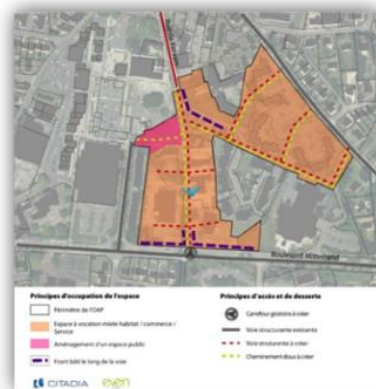 Boulevard Mitterrand
Principes d'occupation de l'espace
Périmètre de l'OAP
Espace à vocation mixte habitat / commerce /
Service
Aménagement d'un espace public
Front bâti le long de la voie
Principes d'accès et de desserte
Carrefour giratoire à créer
Voie structurante existante
Voie structurante à créer
Cheminement doux à créer
CITADIA
even